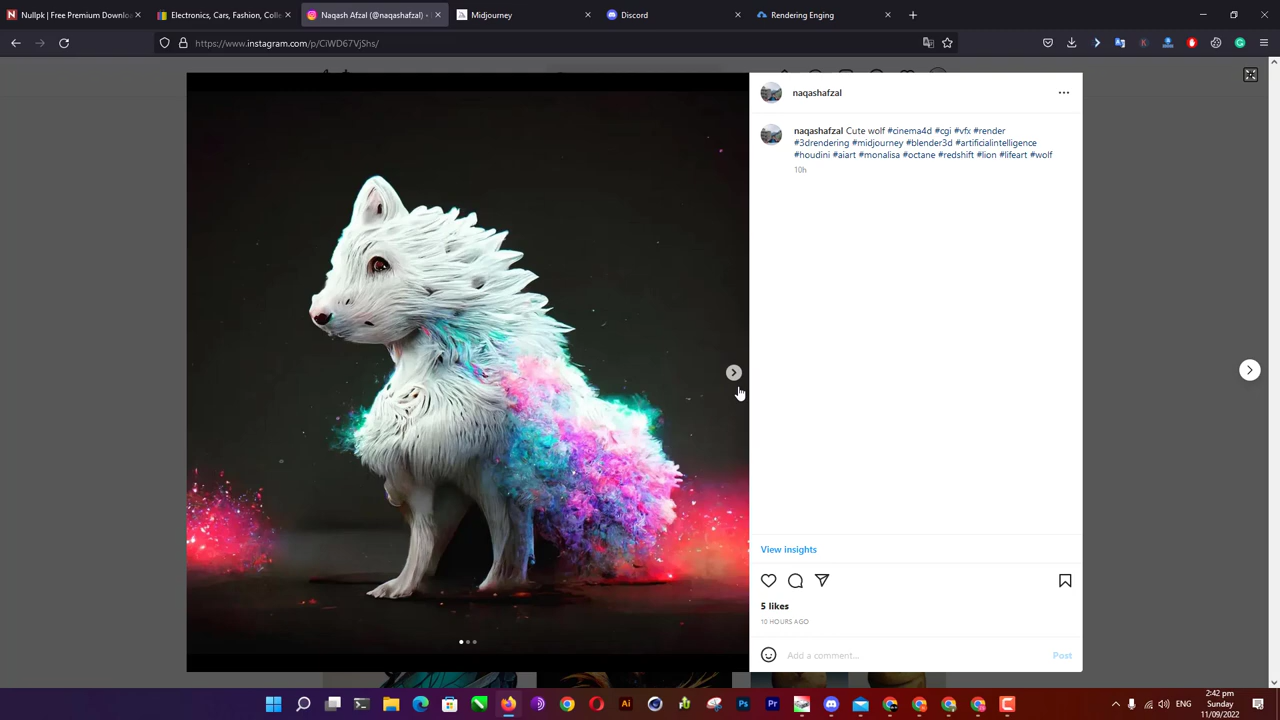 Nullpk | Free Premium Downlo
Electronics, Cars, Fashion, Colle
Naqash Afzal (@naqashafzal) ·
Midjourney
Discord
Rendering Engine
https://www.instagram.com/p/CiWD67VjShs/
naqashafzal
naqashafzal Cute wolf #cinema4d #cgi #vfx #render
#3drendering #midjourney #blender3d #artificialintelligence
#houdini #aiart #monalisa #octane #redshift #lion #lifeart #wolf
10h
View insights
5 likes
10 HOURS AGO
Add a comment...
Post
ENG
2:42 pm
Sunday
11/09/2022